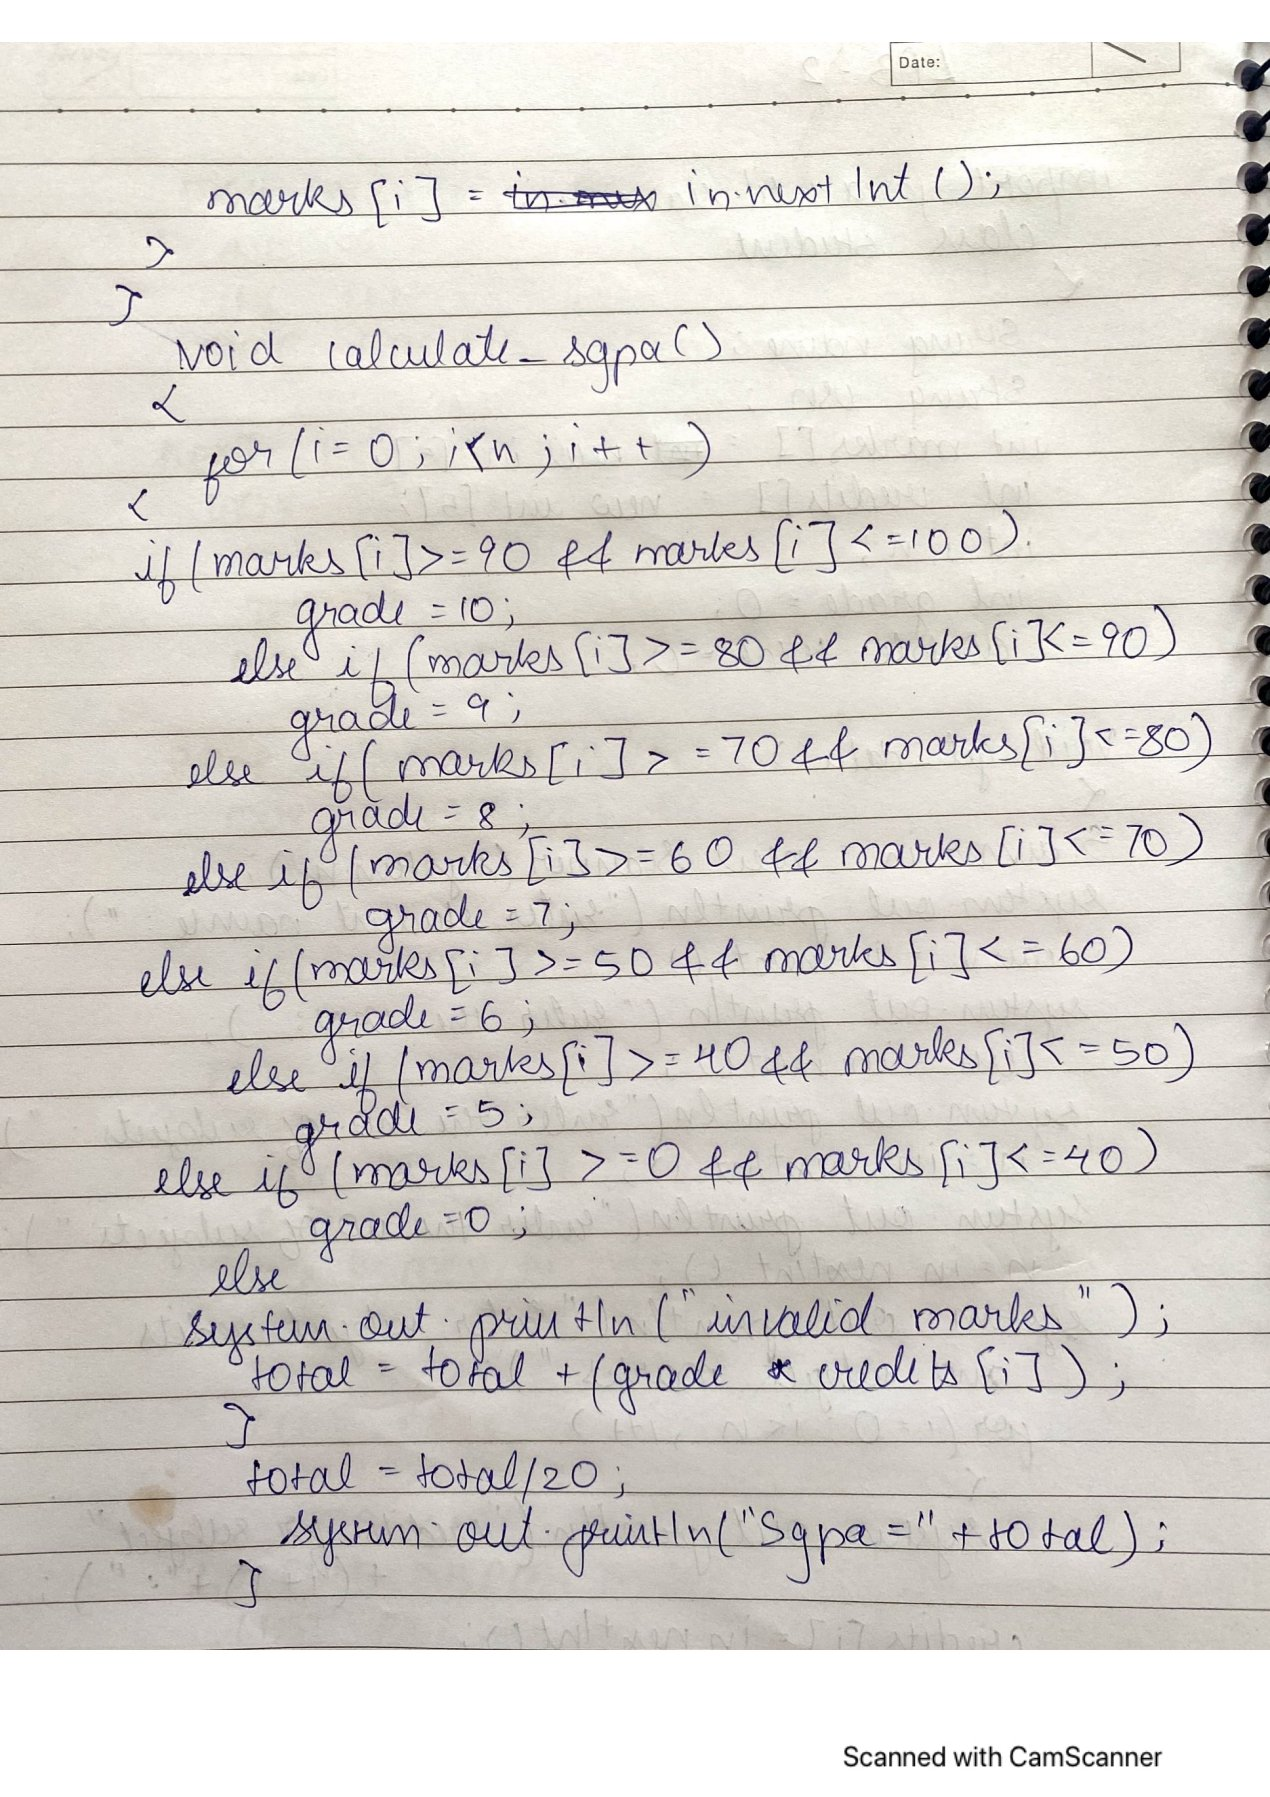 Date:
marks [i] = in.nextInt ();
}
}
void calculate_sgpa()
{
for (i=0 ; i<n ; i++)
{
if (marks [i] >=90 && marks [i] <=100)
grade =10;
else if (marks [i] >=80 && marks [i]<=90)
grade = 9 ;
else if( marks [i] >=70 && marks [i]<=80)
grade = 8 ;
else if (marks [i] >=60 && marks [i]<=70)
grade =7;
else if (marks [i] >=50 && marks [i]<=60)
grade =6 ;
else if (marks [i] >=40 && marks [i]<=50)
grade =5 ;
else if (marks [i] >=0 && marks [i]<=40)
grade =0 ;
else
system.out.println ("invalid marks");
total = total +(grade * credits [i]);
}
total = total/20;
system.out.println("Sgpa =" +total);
}
Scanned with CamScanner